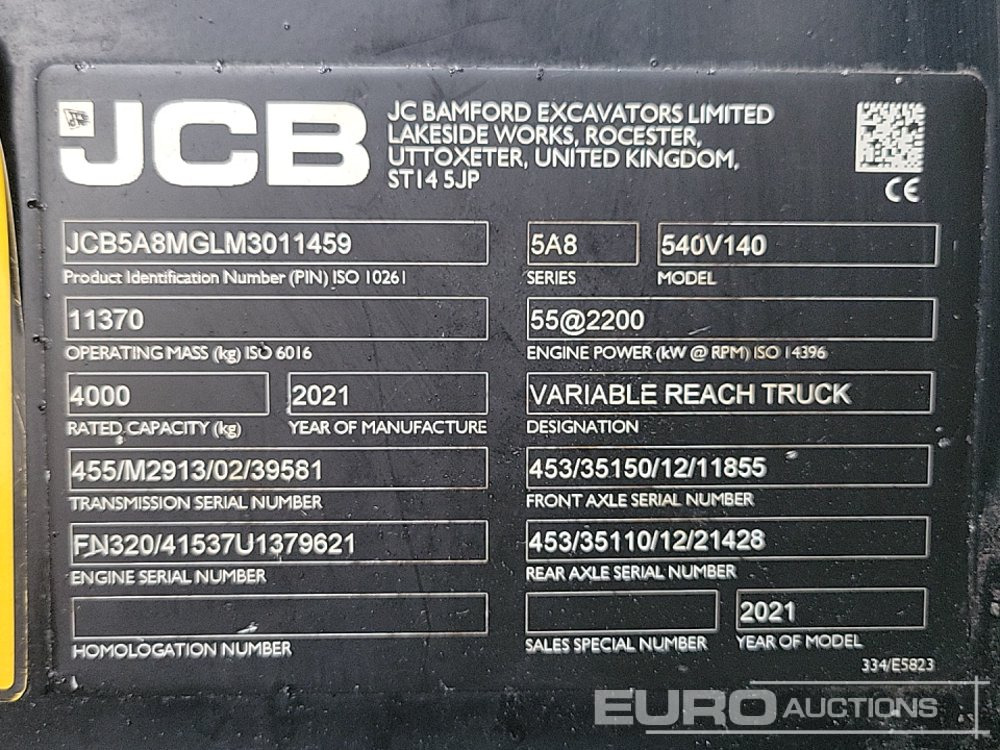 JCB
JC BAMFORD EXCAVATORS LIMITED
LAKESIDE WORKS, ROCESTER,
UTTOXETER, UNITED KINGDOM,
ST14 5JP
CE
JCB5A8MGLM3011459
Product Identification Number (PIN) ISO 10261
5A8
SERIES
540V140
MODEL
11370
OPERATING MASS (kg) ISO 6016
55@2200
ENGINE POWER (kW @ RPM) ISO 14396
4000
RATED CAPACITY (kg)
2021
YEAR OF MANUFACTURE
VARIABLE REACH TRUCK
DESIGNATION
455/M2913/02/39581
TRANSMISSION SERIAL NUMBER
453/35150/12/11855
FRONT AXLE SERIAL NUMBER
FN320/41537U1379621
ENGINE SERIAL NUMBER
453/35110/12/21428
REAR AXLE SERIAL NUMBER
HOMOLOGATION NUMBER
SALES SPECIAL NUMBER
2021
YEAR OF MODEL
334/E5823
EURO AUCTIONS